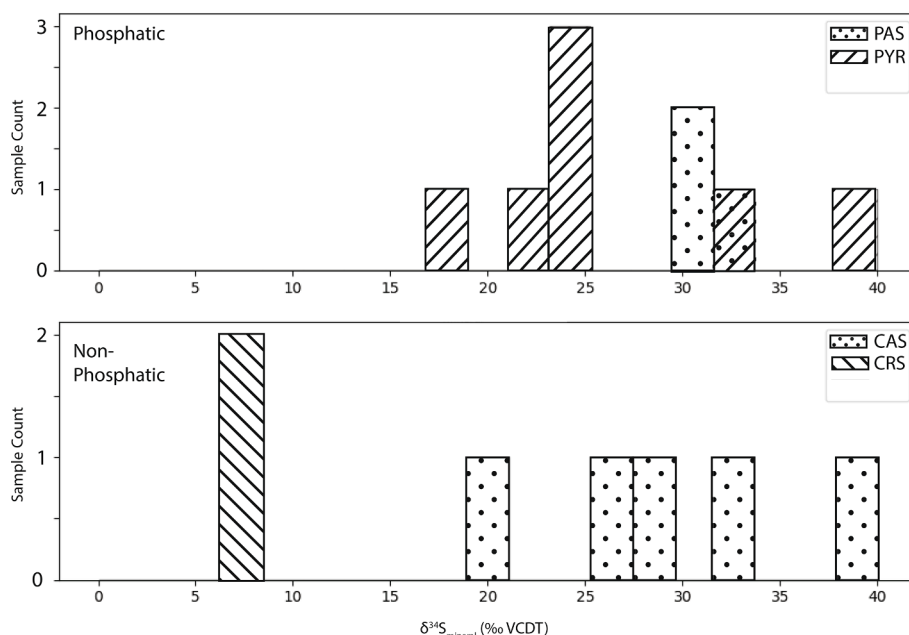 Phosphatic
PAS
PYR
Sample Count
3
2
1
0
0 5 10 15 20 25 30 35 40
Non-
Phosphatic
CAS
CRS
Sample Count
2
1
0
0 5 10 15 20 25 30 35 40
δ³⁴S (‰ VCDT)